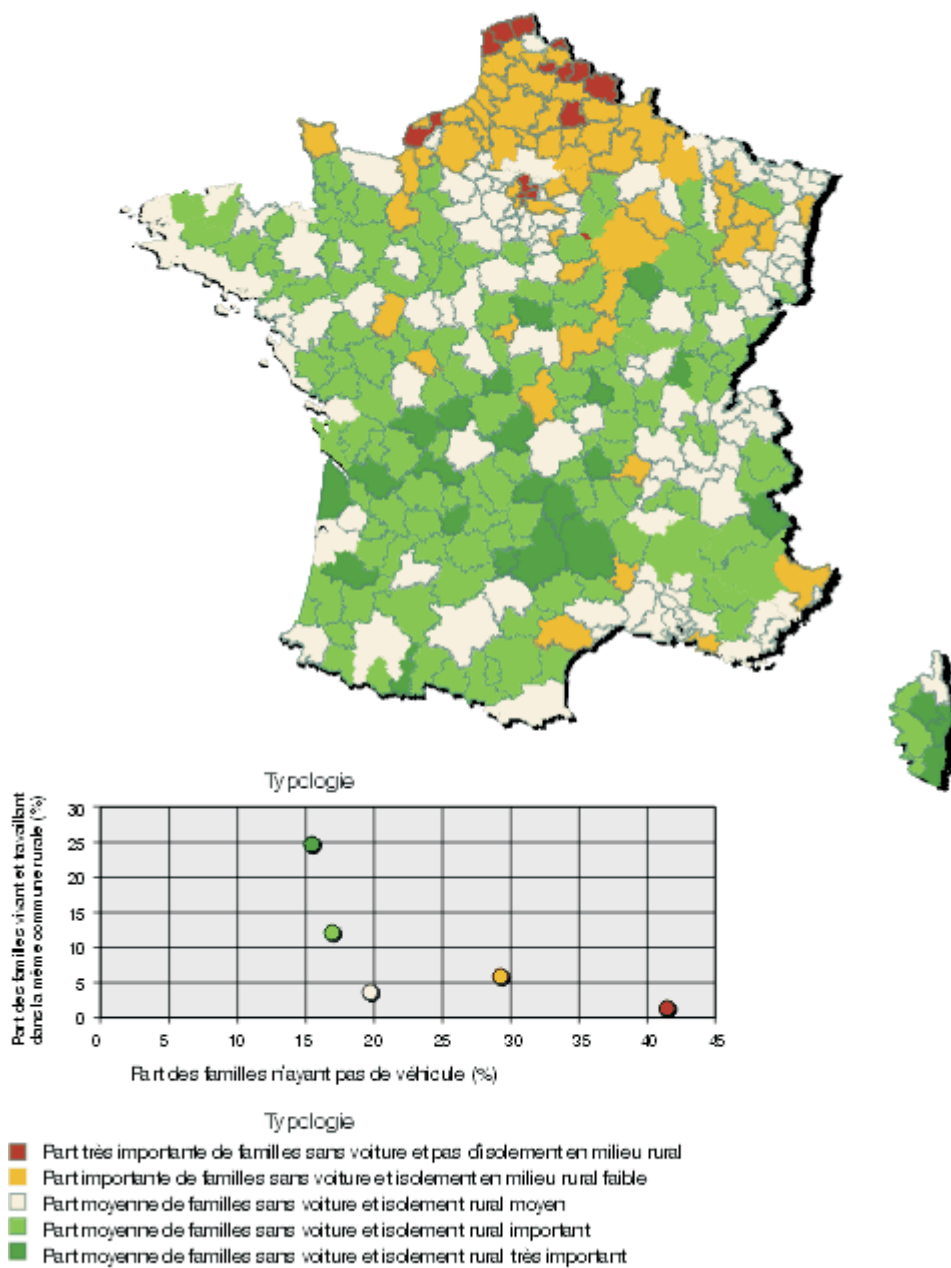 Typologie
Part des familles vivant et travaillant
dans la même commune rurale (%)
30
25
20
15
10
5
0
0 5 10 15 20 25 30 35 40 45
Part des familles n'ayant pas de véhicule (%)
Typologie
Part très importante de familles sans voiture et pas d'isolement en milieu rural
Part importante de familles sans voiture et isolement en milieu rural faible
Part moyenne de familles sans voiture et isolement rural moyen
Part moyenne de familles sans voiture et isolement rural important
Part moyenne de familles sans voiture et isolement rural très important